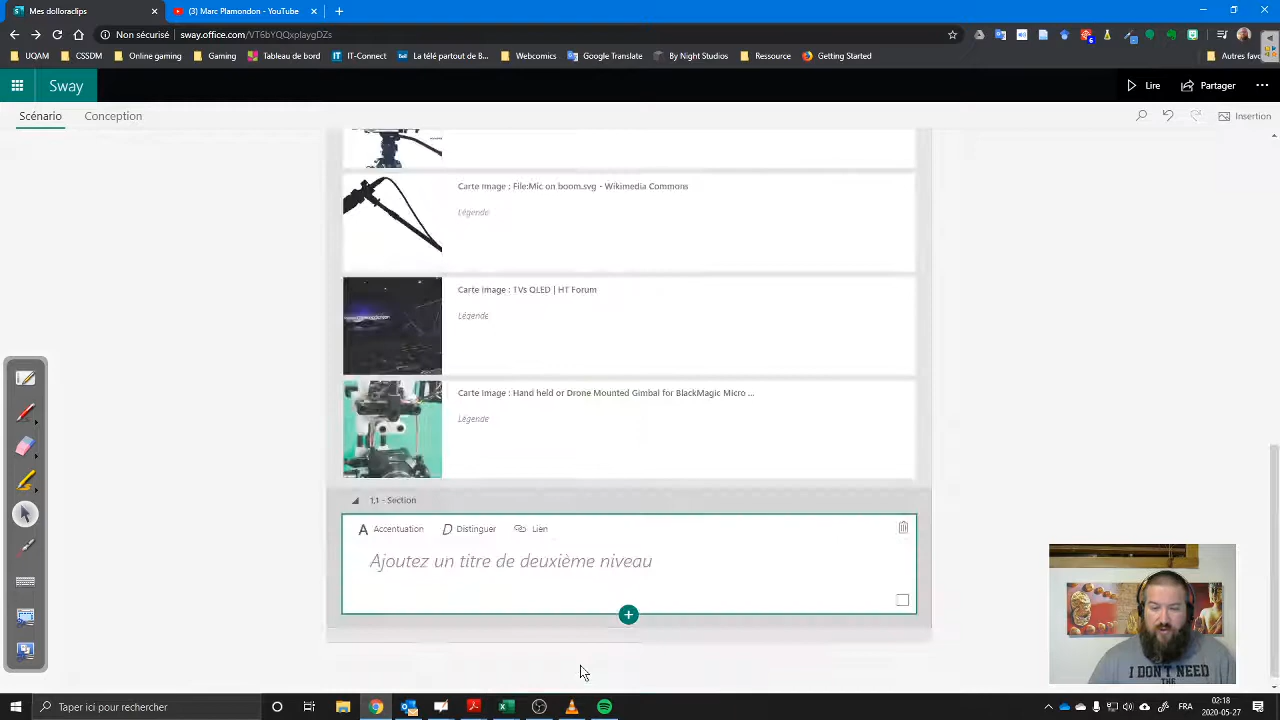 Mes dolloraclips
(3) Marc Plamondon - YouTube
Non sécurisé
sway.office.com/VT6bYQQxplaygDZs
UQAM
CSSDM
Online gaming
Gaming
Tableau de bord
IT-Connect
La télé partout de B...
Webcomics
Google Translate
By Night Studios
Ressource
Getting Started
Autres favo
Sway
Lire
Partager
Scénario
Conception
Insertion
Carte Image : File:Mic on boom.svg - Wikimedia Commons
Légende
Carte Image : TVs QLED | HT Forum
Légende
Carte Image : Hand held or Drone Mounted Gimbal for BlackMagic Micro ...
Légende
1.1 - Section
A Accentuation
D Distinguer
Lien
Ajoutez un titre de deuxième niveau
I DON'T NEED
THE
Taper ici pour rechercher
FRA
02:18
2020-05-27